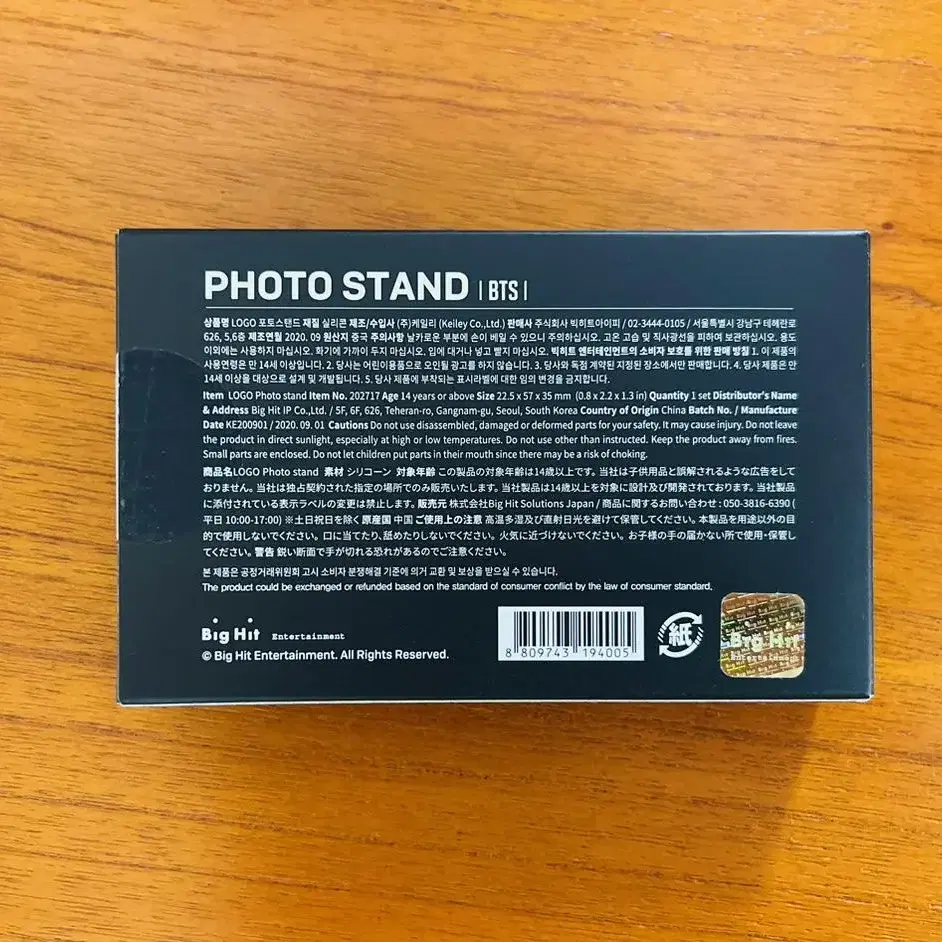 PHOTO STAND | BTS |
상품명 LOGO 포토스탠드 재질 실리콘 제조/수입사 (주)케일리 (Keiley Co.,Ltd.) 판매사 주식회사 빅히트아이피 / 02-3444-0105 / 서울특별시 강남구 테헤란로
626, 5,6층 제조연월 2020. 09 원산지 중국 주의사항 날카로운 부분에 손이 베일 수 있으니 주의하십시오. 고온 고습 및 직사광선을 피하여 보관하십시오. 용도
이외에는 사용하지 마십시오. 화기에 가까이 두지 마십시오. 입에 대거나 넣고 빨지 마십시오. 빅히트 엔터테인먼트의 소비자 보호를 위한 판매 방침 1. 이 제품의
사용연령은 만 14세 이상입니다. 2. 당사는 어린이용품으로 오인될 광고를 하지 않습니다. 3. 당사와 독점 계약된 지정된 장소에서만 판매합니다. 4. 당사 제품은 만
14세 이상을 대상으로 설계 및 개발됩니다. 5. 당사 제품에 부착되는 표시라벨에 대한 임의 변경을 금지합니다.
Item LOGO Photo stand Item No. 202717 Age 14 years or above Size 22.5 x 57 x 35 mm (0.8 x 2.2 x 1.3 in) Quantity 1 set Distributor's Name
& Address Big Hit IP Co.,Ltd. / 5F, 6F, 626, Teheran-ro, Gangnam-gu, Seoul, South Korea Country of Origin China Batch No. / Manufacture
Date KE200901 / 2020. 09. 01 Cautions Do not use disassembled, damaged or deformed parts for your safety. It may cause injury. Do not leave
the product in direct sunlight, especially at high or low temperatures. Do not use other than instructed. Keep the product away from fires.
Small parts are enclosed. Do not let children put parts in their mouth since there may be a risk of choking.
商品名LOGO Photo stand 素材 シリコーン 対象年齢 この製品の対象年齢は14歳以上です。当社は子供用品と誤解されるような広告をして
おりません。当社は独占契約された指定の場所でのみ販売いたします。当社製品は14歳以上を対象に設計及び開発されております。当社製品
に添付されている表示ラベルの変更は禁止します。販売元 株式会社Big Hit Solutions Japan / 商品に関するお問い合わせ : 050-3816-6390 (
平日 10:00-17:00) ※土日祝日を除く 原産国 中国 ご使用上の注意 高温多湿及び直射日光を避けて保管してください。本製品を用途以外の目
的で使用しないでください。口に当てたり、舐めたりしないでください。火気に近づけないでください。お子様の手の届かない所で使用・保管し
てください。警告 鋭い断面で手が切れる恐れがあるのでご注意ください。
본 제품은 공정거래위원회 고시 소비자 분쟁해결 기준에 의거 교환 및 보상을 받으실 수 있습니다.
The product could be exchanged or refunded based on the standard of consumer conflict by the law of consumer standard.
Big Hit Entertainment
© Big Hit Entertainment. All Rights Reserved.
8 809743 194005
紙
Big Hit
Entertainment